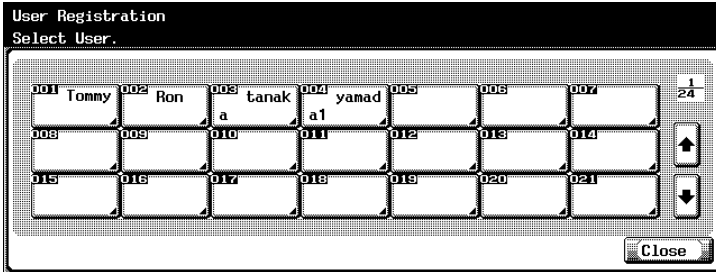 User Registration
Select User.
001 Tommy 002 Ron 003 tanak 004 yamad 005 006 007 1
a a1 24
008 009 010 011 012 013 014
015 016 017 018 019 020 021
Close